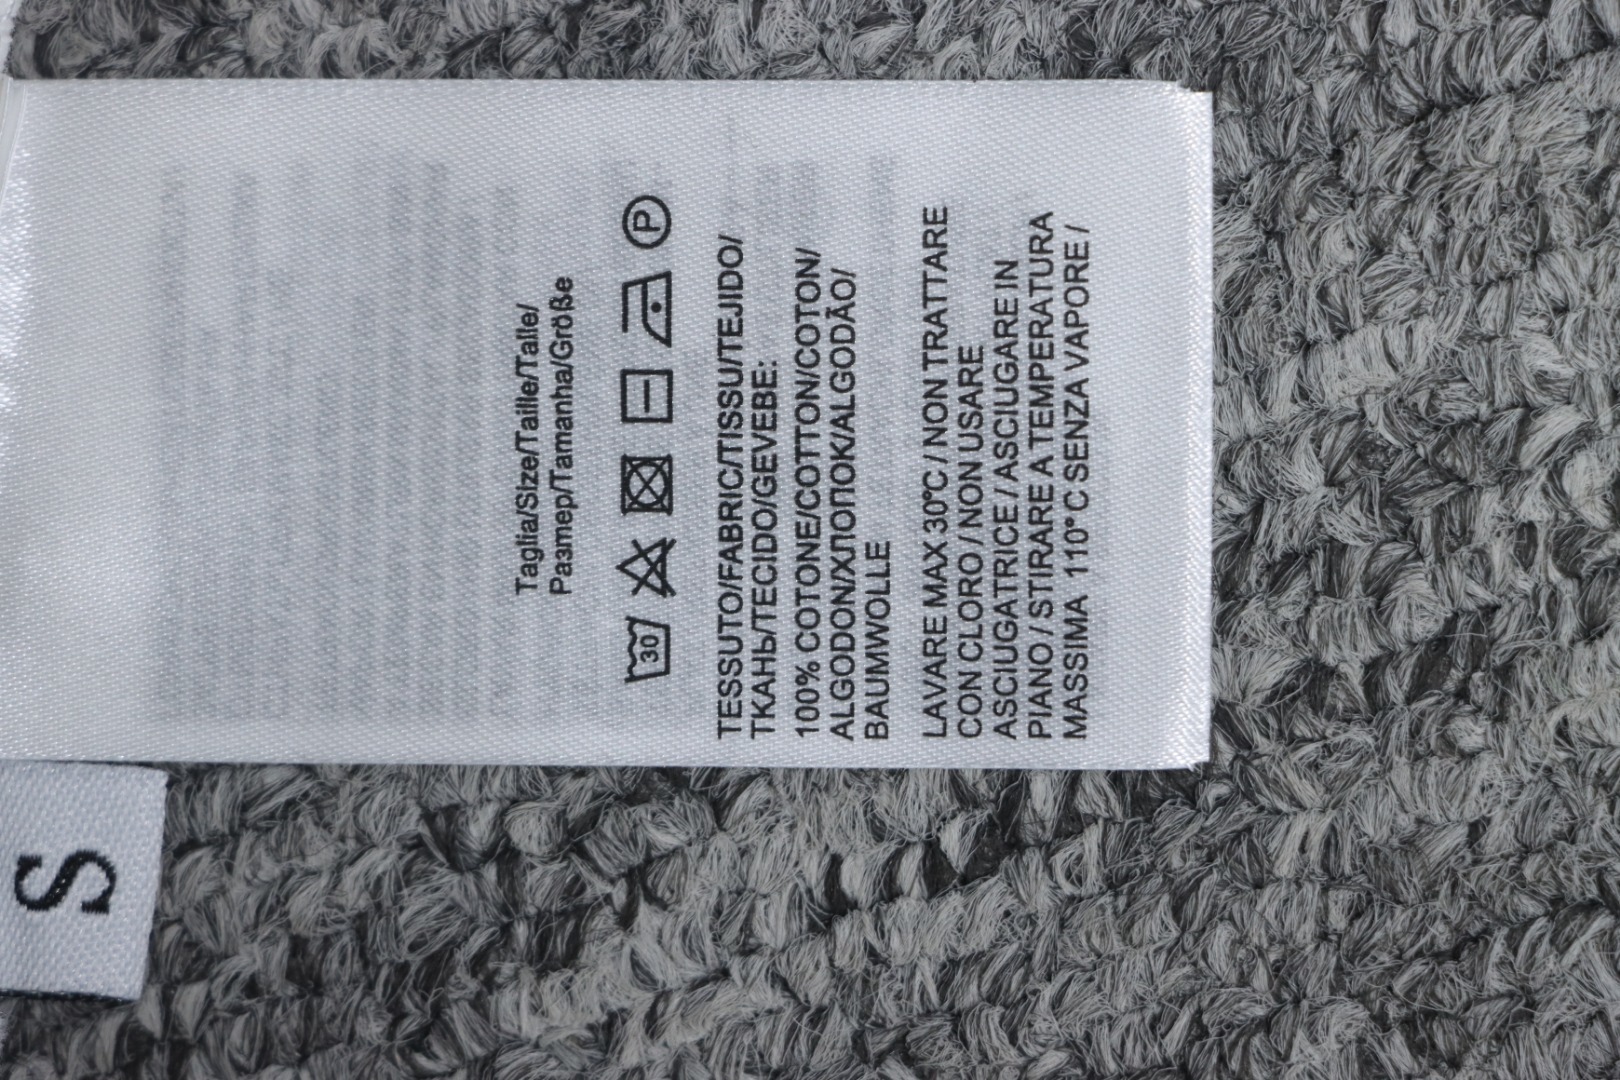 Taglia/Size/Taille/Talle/
Размер/Tamanha/Größe
30 P
TESSUTO/FABRIC/TISSU/TEJIDO/
ТКАНЬ/TECIDO/GEVEBE:
100% COTONE/COTTON/COTON/
ALGODON/ХЛОПОК/ALGODÃO/
BAUMWOLLE
LAVARE MAX 30°C / NON TRATTARE
CON CLORO / NON USARE
ASCIUGATRICE / ASCIUGARE IN
PIANO / STIRARE A TEMPERATURA
MASSIMA 110°C SENZA VAPORE /
S